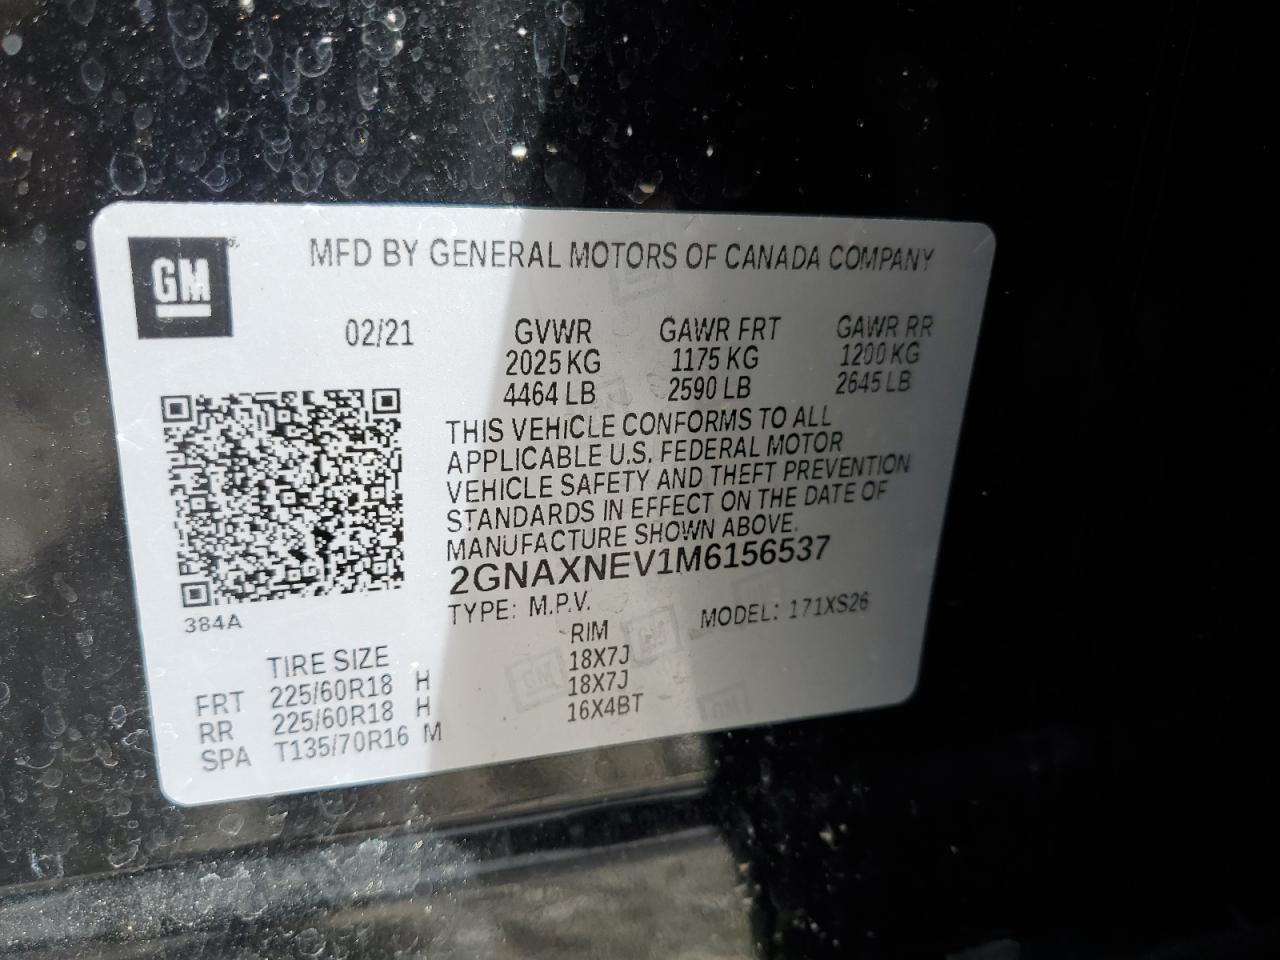 GM
MFD BY GENERAL MOTORS OF CANADA COMPANY
02/21 GVWR GAWR FRT GAWR RR
2025 KG 1175 KG 1200 KG
4464 LB 2590 LB 2645 LB
THIS VEHICLE CONFORMS TO ALL
APPLICABLE U.S. FEDERAL MOTOR
VEHICLE SAFETY AND THEFT PREVENTION
STANDARDS IN EFFECT ON THE DATE OF
MANUFACTURE SHOWN ABOVE.
2GNAXNEV1M6156537
384A
TYPE: M.P.V. MODEL: 171XS26
TIRE SIZE RIM
FRT 225/60R18 H 18X7J
RR 225/60R18 H 18X7J
SPA T135/70R16 M 16X4BT